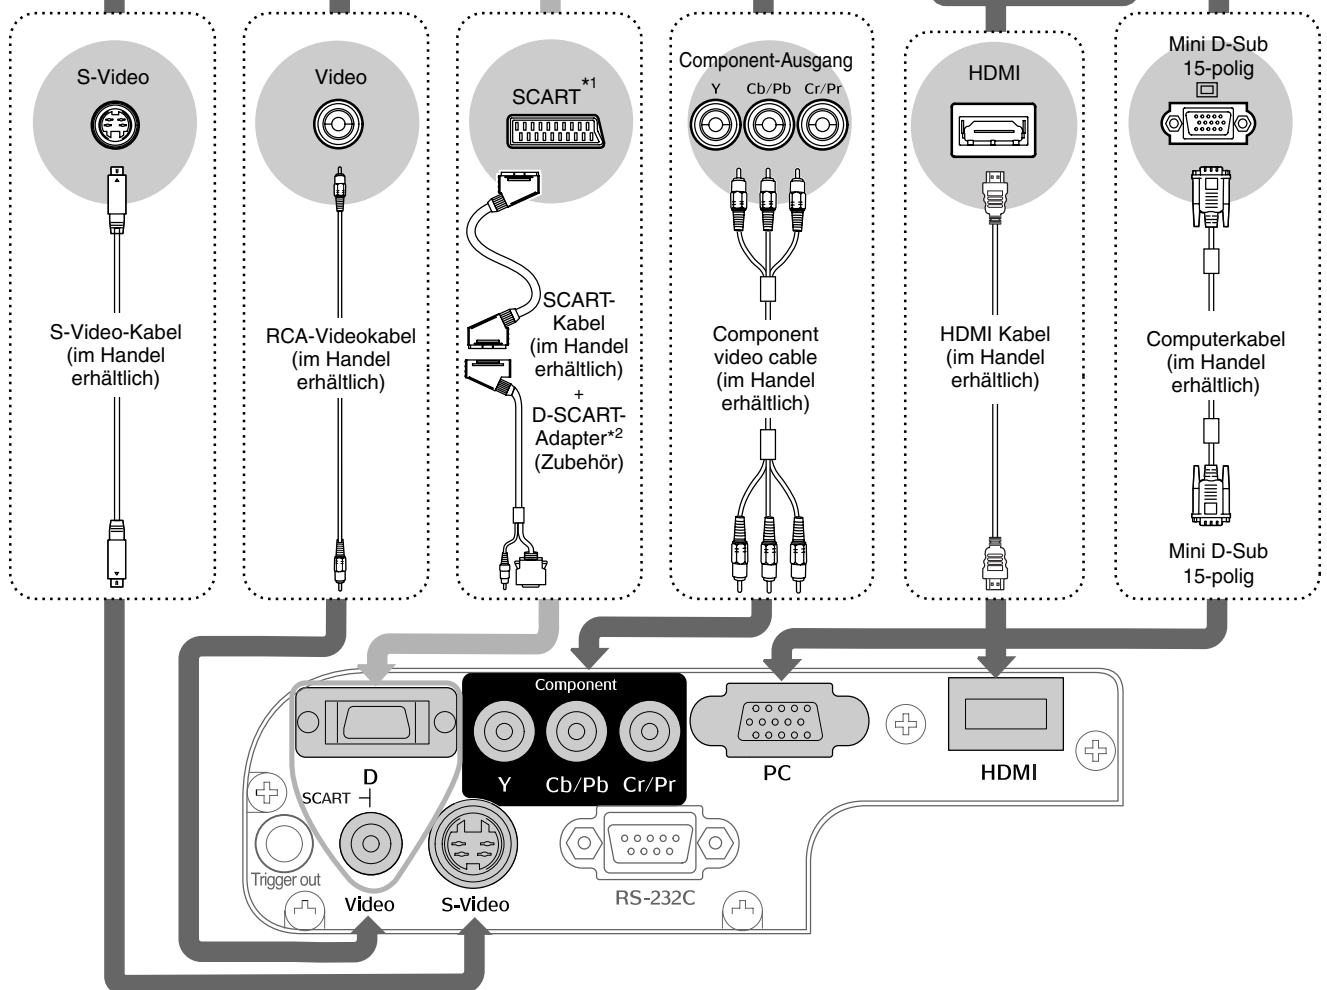 S-Video
Video
SCART*1
Component-Ausgang
Y Cb/Pb Cr/Pr
HDMI
Mini D-Sub
15-polig
S-Video-Kabel
(im Handel
erhältlich)
RCA-Videokabel
(im Handel
erhältlich)
SCART-
Kabel
(im Handel
erhältlich)
+
D-SCART-
Adapter*2
(Zubehör)
Component
video cable
(im Handel
erhältlich)
HDMI Kabel
(im Handel
erhältlich)
Computerkabel
(im Handel
erhältlich)
Mini D-Sub
15-polig
Component
Y Cb/Pb Cr/Pr
D
SCART
PC
HDMI
Trigger out
Video
S-Video
RS-232C